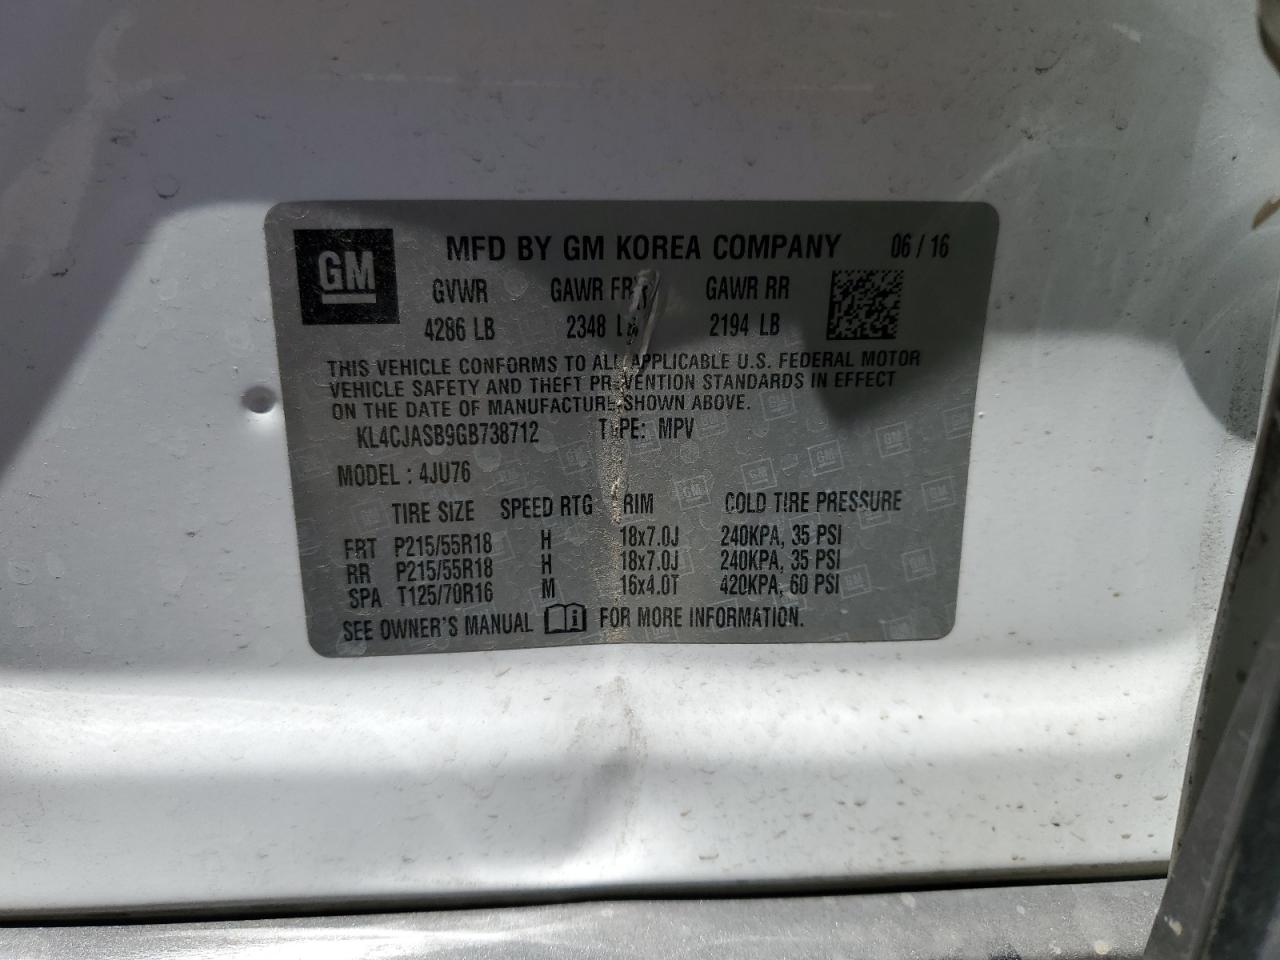 GM
MFD BY GM KOREA COMPANY 06 / 16
GVWR GAWR FRT GAWR RR
4286 LB 2348 LB 2194 LB
THIS VEHICLE CONFORMS TO ALL APPLICABLE U.S. FEDERAL MOTOR
VEHICLE SAFETY AND THEFT PREVENTION STANDARDS IN EFFECT
ON THE DATE OF MANUFACTURE SHOWN ABOVE.
KL4CJASB9GB738712 TYPE: MPV
MODEL : 4JU76
TIRE SIZE SPEED RTG RIM COLD TIRE PRESSURE
FRT P215/55R18 H 18x7.0J 240KPA, 35 PSI
RR P215/55R18 H 18x7.0J 240KPA, 35 PSI
SPA T125/70R16 M 16x4.0T 420KPA, 60 PSI
SEE OWNER'S MANUAL FOR MORE INFORMATION.